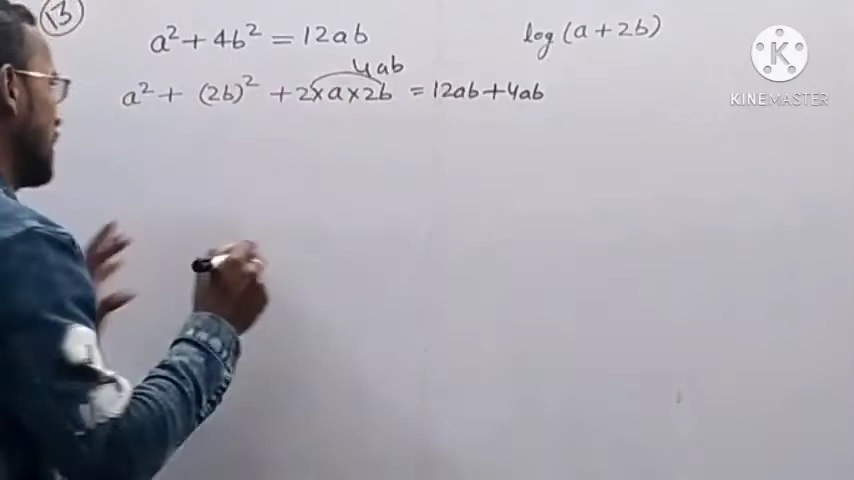 13
a² + 4b² = 12ab
log (a + 2b)
4ab
a² + (2b)² + 2×a×2b = 12ab+4ab
K
KINEMASTER